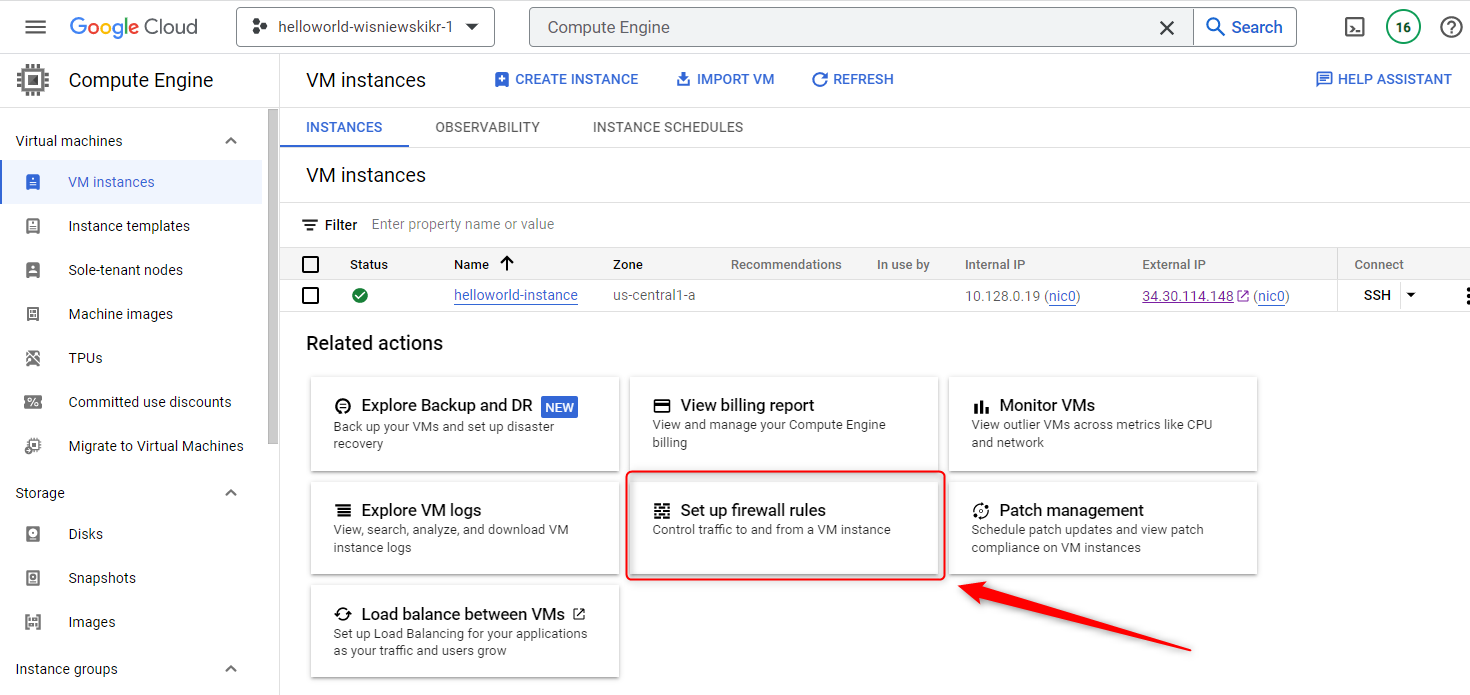 Google Cloud
helloworld-wisniewskikr-1
Compute Engine
Search
16
Compute Engine
VM instances
CREATE INSTANCE
IMPORT VM
REFRESH
HELP ASSISTANT
Virtual machines
VM instances
Instance templates
Sole-tenant nodes
Machine images
TPUs
Committed use discounts
Migrate to Virtual Machines
Storage
Disks
Snapshots
Images
Instance groups
INSTANCES
OBSERVABILITY
INSTANCE SCHEDULES
VM instances
Filter Enter property name or value
Status Name Zone Recommendations In use by Internal IP External IP Connect
helloworld-instance us-central1-a 10.128.0.19 (nic0) 34.30.114.148 (nic0) SSH
Related actions
Explore Backup and DR NEW
Back up your VMs and set up disaster
recovery
View billing report
View and manage your Compute Engine
billing
Monitor VMs
View outlier VMs across metrics like CPU
and network
Explore VM logs
View, search, analyze, and download VM
instance logs
Set up firewall rules
Control traffic to and from a VM instance
Patch management
Schedule patch updates and view patch
compliance on VM instances
Load balance between VMs
Set up Load Balancing for your applications
as your traffic and users grow